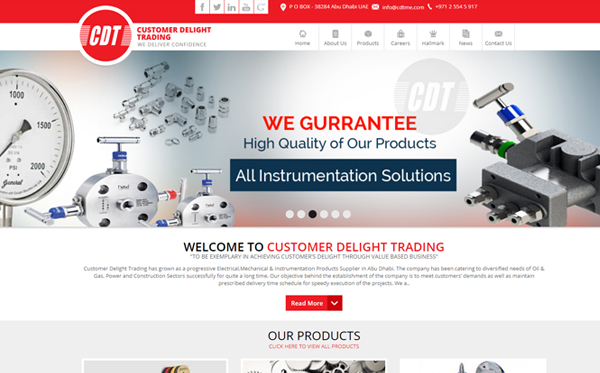 P O BOX - 38284 Abu Dhabi UAE
info@cdtme.com
+971 2 554 5 917
CDT
CUSTOMER DELIGHT
TRADING
WE DELIVER CONFIDENCE
Home
About Us
Products
Careers
Hallmark
News
Contact Us
CDT
1000
1500
2000
PSI
General
WE GURRANTEE
High Quality of Our Products
All Instrumentation Solutions
WELCOME TO CUSTOMER DELIGHT TRADING
"TO BE EXEMPLARY IN ACHIEVING CUSTOMER'S DELIGHT THROUGH VALUE BASED BUSINESS"
Customer Delight Trading has grown as a progressive Electrical,Mechanical & Instrumentation Products Supplier in Abu Dhabi. The company has been catering to diversified needs of Oil &
Gas, Power and Construction Sectors successfully for quite a long time. Our objective behind the establishment of the company is to meet customers' demands as well as maintain
prescribed delivery time schedule for speedy execution of the projects. We a..
Read More
OUR PRODUCTS
CLICK HERE TO VIEW ALL PRODUCTS